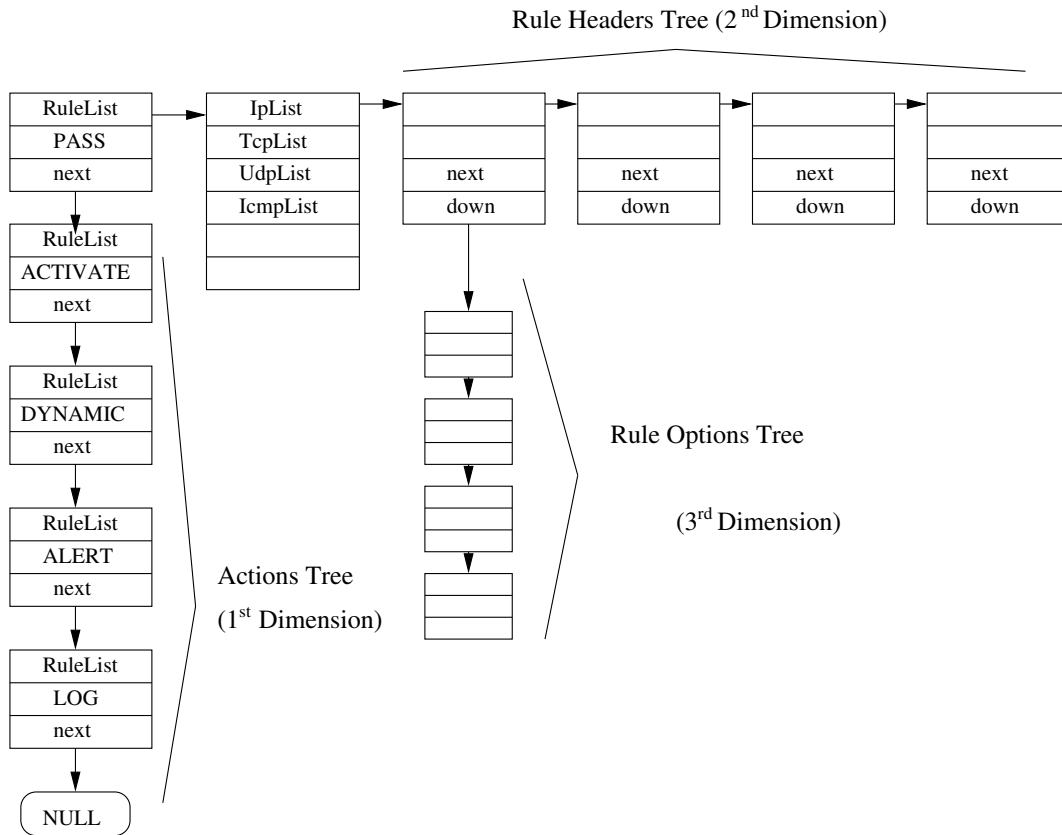 Rule Headers Tree (2nd Dimension)
RuleList
PASS
next
IpList
TcpList
UdpList
IcmpList
next
down
next
down
next
down
next
down
RuleList
ACTIVATE
next
RuleList
DYNAMIC
next
RuleList
ALERT
next
RuleList
LOG
next
NULL
Actions Tree
(1st Dimension)
Rule Options Tree
(3rd Dimension)